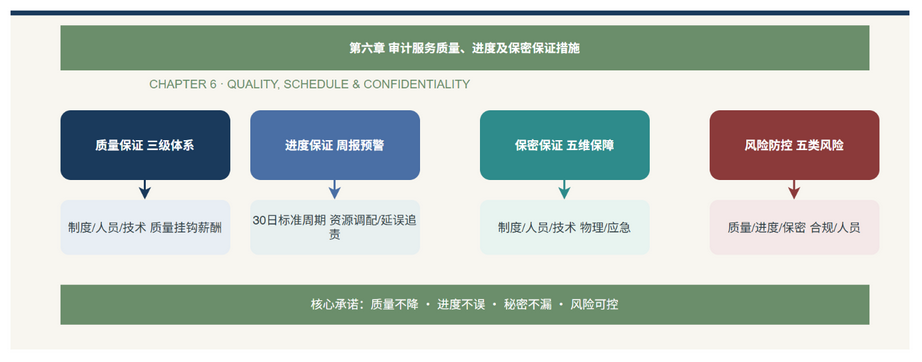 第六章 审计服务质量、进度及保密保证措施
CHAPTER 6 · QUALITY, SCHEDULE & CONFIDENTIALITY
质量保证 三级体系
进度保证 周报预警
保密保证 五维保障
风险防控 五类风险
制度/人员/技术 质量挂钩薪酬
30日标准周期 资源调配/延误追
责
制度/人员/技术 物理/应急
质量/进度/保密 合规/人员
核心承诺：质量不降 · 进度不误 · 秘密不漏 · 风险可控